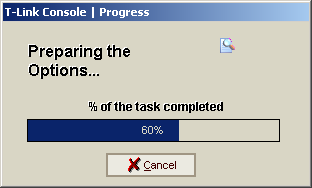 T-Link Console | Progress
Preparing the
Options...
% of the task completed
60%
Cancel